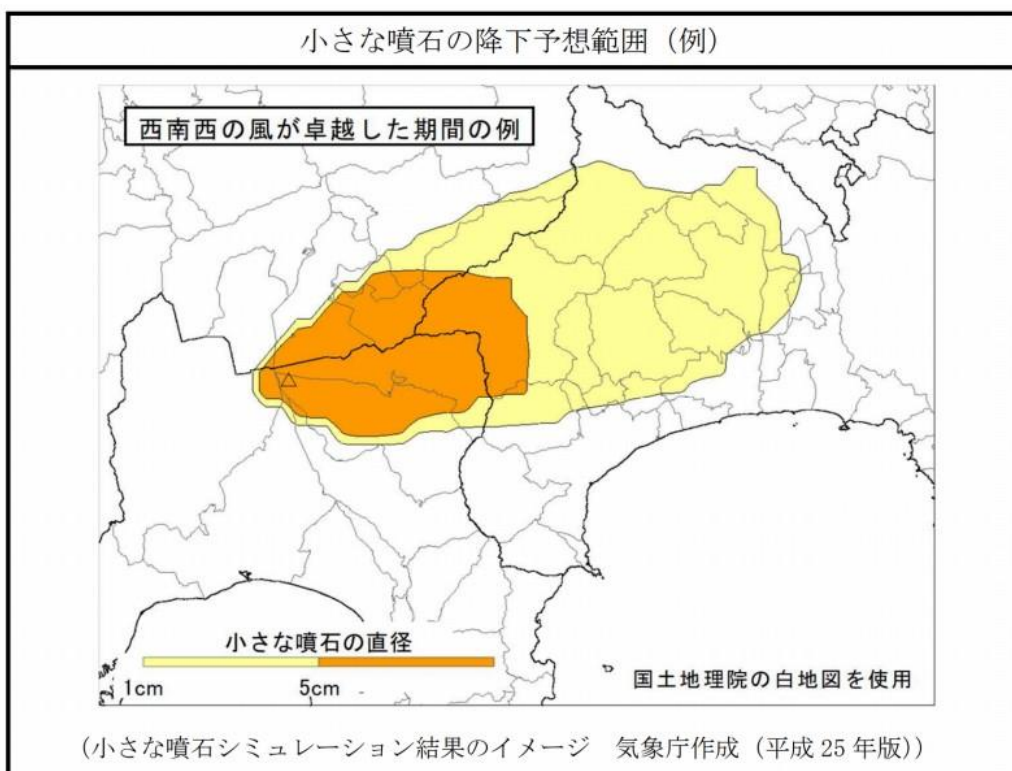 小さな噴石の降下予想範囲（例）
西南西の風が卓越した期間の例
小さな噴石の直径
1cm 5cm
国土地理院の白地図を使用
（小さな噴石シミュレーション結果のイメージ　気象庁作成（平成 25 年版））